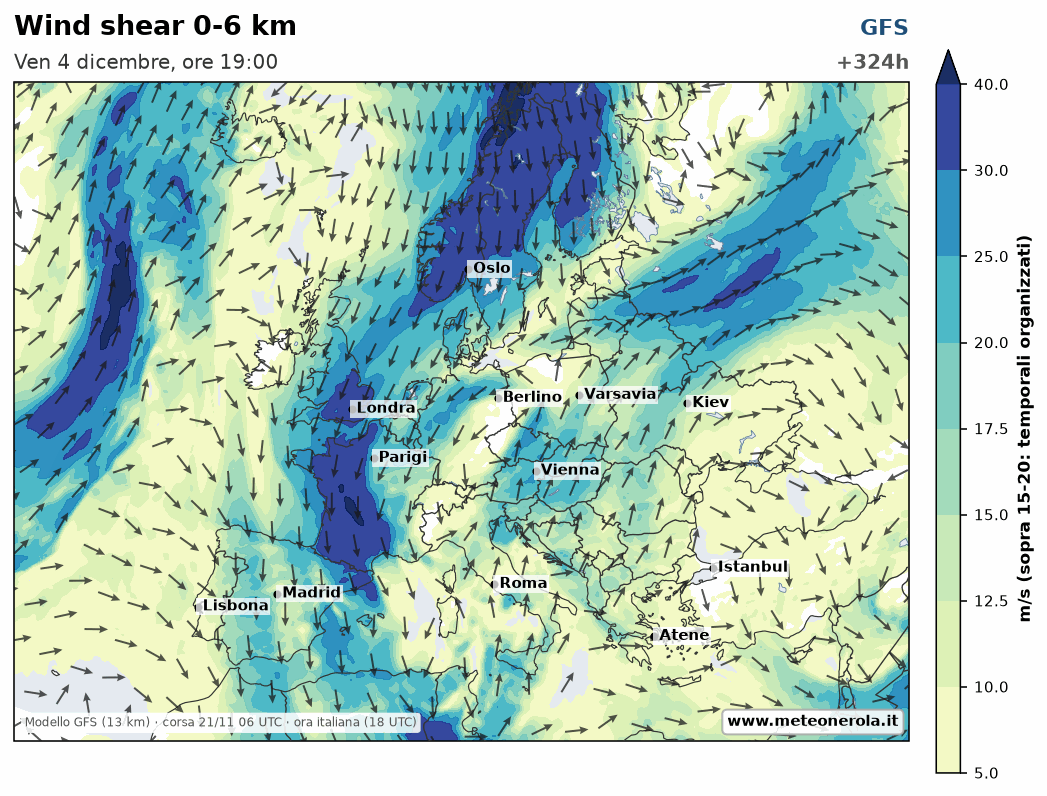 Wind shear 0-6 km
GFS
Ven 4 dicembre, ore 19:00
+324h
40.0
30.0
25.0
20.0
17.5
15.0
12.5
10.0
5.0
m/s (sopra 15-20: temporali organizzati)
Oslo
Berlino
Varsavia
Kiev
Londra
Parigi
Vienna
Istanbul
Roma
Madrid
Lisbona
Atene
Modello GFS (13 km) · corsa 21/11 06 UTC · ora italiana (18 UTC)
www.meteonerola.it